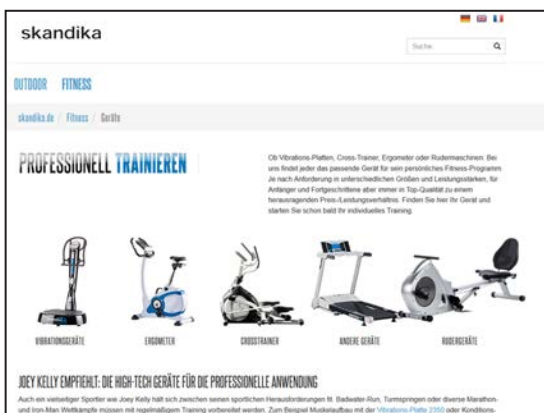 skandika
Suche
OUTDOOR FITNESS
skandika.de / Fitness / Geräte
PROFESSIONELL TRAINIEREN
Ob Vibrations-Platten, Cross-Trainer, Ergometer oder Rudermaschinen. Bei
uns findet jeder das passende Gerät für sein persönliches Fitness-Programm.
Je nach Anforderung in unterschiedlichen Größen und Leistungsstärken, für
Anfänger und Fortgeschrittene aber immer in Top-Qualität zu einem
herausragenden Preis-/Leistungsverhältnis. Finden Sie hier Ihr Gerät und
starten Sie schon bald Ihr individuelles Training.
VIBRATIONSGERÄTE ERGOMETER CROSSTRAINER ANDERE GERÄTE RUDERGERÄTE
JOEY KELLY EMPFIEHLT: DIE HIGH-TECH GERÄTE FÜR DIE PROFESSIONELLE ANWENDUNG
Auch ein vielseitiger Sportler wie Joey Kelly hält sich zwischen seinen sportlichen Herausforderungen fit. Badwater-Run, Turmspringen oder diverse Marathon-
und Iron-Man Wettkämpfe müssen mit regelmäßigem Training vorbereitet werden. Zum Beispiel Muskelaufbau mit der Vibrations-Platte 2350 oder Konditions-